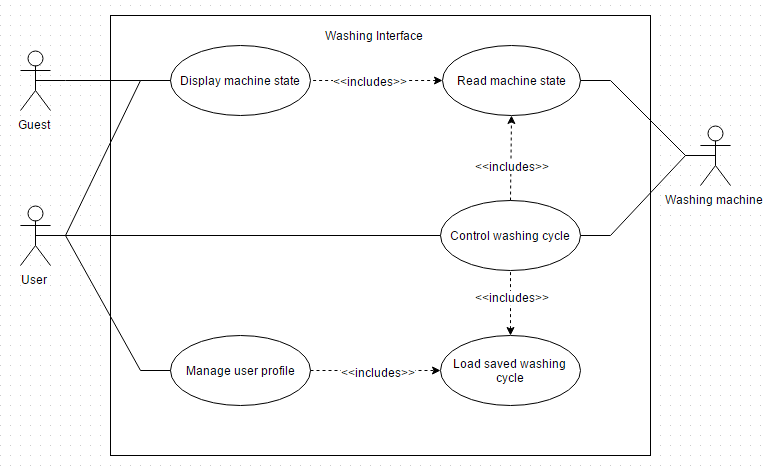 Washing Interface
Display machine state
<<includes>>
Read machine state
Guest
<<includes>>
Washing machine
Control washing cycle
User
<<includes>>
Manage user profile
<<includes>>
Load saved washing
cycle